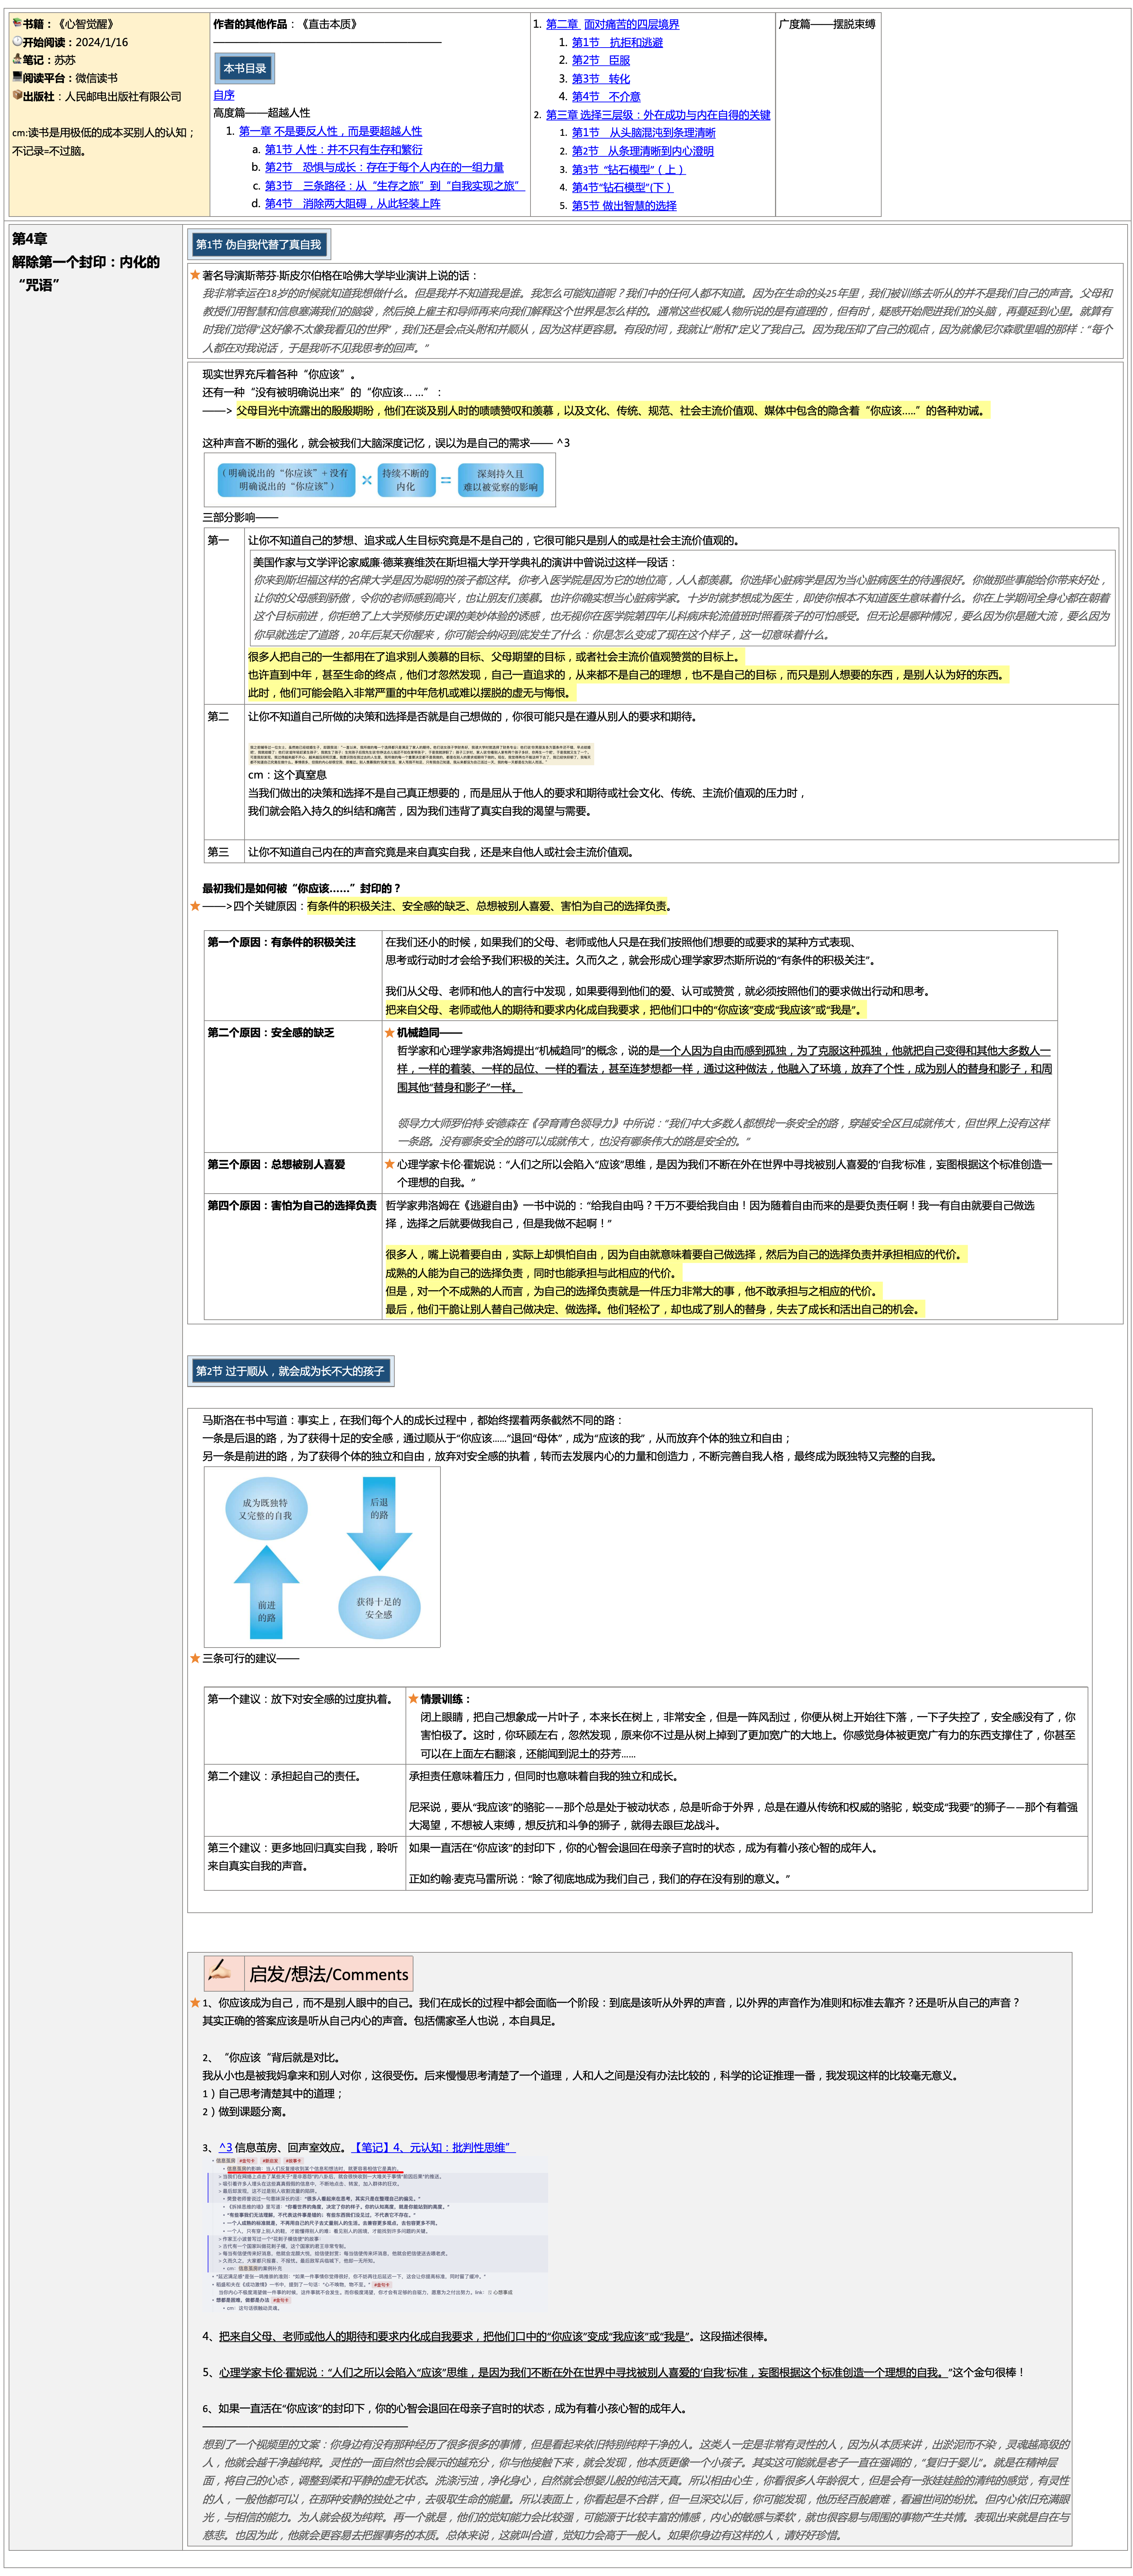 书籍：《心智觉醒》
开始阅读：2024/1/16
笔记：苏苏
阅读平台：微信读书
出版社：人民邮电出版社有限公司
cm:读书是用极低的成本买别人的认知；
不记录=不过脑。
作者的其他作品：《直击本质》
本书目录
自序
高度篇——超越人性
1. 第一章 不是要反人性，而是要超越人性
a. 第1节 人性：并不只有生存和繁衍
b. 第2节 恐惧与成长：存在于每个人内在的一组力量
c. 第3节 三条路径：从“生存之旅”到“自我实现之旅”
d. 第4节 消除两大阻碍，从此轻装上阵
1. 第二章 面对痛苦的四层境界
1. 第1节 抗拒和逃避
2. 第2节 臣服
3. 第3节 转化
4. 第4节 不介意
2. 第三章 选择三层级：外在成功与内在自得的关键
1. 第1节 从头脑混沌到条理清晰
2. 第2节 从条理清晰到内心澄明
3. 第3节 “钻石模型”（上）
4. 第4节“钻石模型”(下）
5. 第5节 做出智慧的选择
广度篇——摆脱束缚
第4章
解除第一个封印：内化的
“咒语”
第1节 伪自我代替了真自我
著名导演斯蒂芬·斯皮尔伯格在哈佛大学毕业演讲上说的话：
我非常幸运在18岁的时候就知道我想做什么。但是我并不知道我是谁。我怎么可能知道呢？我们中的任何人都不知道。因为在生命的头25年里，我们被训练去听从的并不是我们自己的声音。父母和
教授们用智慧和信息塞满我们的脑袋，然后换上雇主和导师再来向我们解释这个世界是怎么样的。通常这些权威人物所说的是有道理的，但有时，疑惑开始爬进我们的头脑，再蔓延到心里。就算有
时我们觉得“这好像不太像我看见的世界”，我们还是会点头附和并顺从，因为这样更容易。有段时间，我就让“附和”定义了我自己。因为我压抑了自己的观点，因为就像尼尔森歌里唱的那样：“每个
人都在对我说话，于是我听不见我思考的回声。”
现实世界充斥着各种“你应该”。
还有一种“没有被明确说出来”的“你应该… …”：
——> 父母目光中流露出的殷殷期盼，他们在谈及别人时的啧啧赞叹和羡慕，以及文化、传统、规范、社会主流价值观、媒体中包含的隐含着“你应该…..”的各种劝诫。
这种声音不断的强化，就会被我们大脑深度记忆，误以为是自己的需求—— ^3
（明确说出的“你应该”+没有
明确说出的“你应该”）
×
持续不断的
内化
=
深刻持久且
难以被觉察的影响
三部分影响——
第一
让你不知道自己的梦想、追求或人生目标究竟是不是自己的，它很可能只是别人的或是社会主流价值观的。
美国作家与文学评论家威廉·德莱赛维茨在斯坦福大学开学典礼的演讲中曾说过这样一段话：
你来到斯坦福这样的名牌大学是因为聪明的孩子都这样。你考入医学院是因为它的地位高，人人都羡慕。你选择心脏病学是因为当心脏病医生的待遇很好。你做那些事能给你带来好处，
让你的父母感到骄傲，令你的老师感到高兴，也让朋友们羡慕。也许你确实想当心脏病学家。十岁时就梦想成为医生，即使你根本不知道医生意味着什么。你在上学期间全身心都在朝着
这个目标前进，你拒绝了上大学预修历史课的美妙体验的诱惑，也无视你在医学院第四年儿科病床轮流值班时照看孩子的可怕感受。但无论是哪种情况，要么因为你是随大流，要么因为
你早就选定了道路，20年后某天你醒来，你可能会纳闷到底发生了什么：你是怎么变成了现在这个样子，这一切意味着什么。
很多人把自己的一生都用在了追求别人羡慕的目标、父母期望的目标，或者社会主流价值观赞赏的目标上。
也许直到中年，甚至生命的终点，他们才忽然发现，自己一直追求的，从来都不是自己的理想，也不是自己的目标，而只是别人想要的东西，是别人认为好的东西。
此时，他们可能会陷入非常严重的中年危机或难以摆脱的虚无与悔恨。
第二
让你不知道自己所做的决策和选择是否就是自己想做的，你很可能只是在遵从别人的要求和期待。
cm：这个真窒息
当我们做出的决策和选择不是自己真正想要的，而是屈从于他人的要求和期待或社会文化、传统、主流价值观的压力时，
我们就会陷入持久的纠结和痛苦，因为我们违背了真实自我的渴望与需要。
第三
让你不知道自己内在的声音究竟是来自真实自我，还是来自他人或社会主流价值观。
最初我们是如何被“你应该……”封印的？
——>四个关键原因：有条件的积极关注、安全感的缺乏、总想被别人喜爱、害怕为自己的选择负责。
第一个原因：有条件的积极关注
在我们还小的时候，如果我们的父母、老师或他人只是在我们按照他们想要的或要求的某种方式表现、
思考或行动时才会给予我们积极的关注。久而久之，就会形成心理学家罗杰斯所说的“有条件的积极关注”。
我们从父母、老师和他人的言行中发现，如果要得到他们的爱、认可或赞赏，就必须按照他们的要求做出行动和思考。
把来自父母、老师或他人的期待和要求内化成自我要求，把他们口中的“你应该”变成“我应该”或“我是”。
第二个原因：安全感的缺乏
机械趋同——
哲学家和心理学家弗洛姆提出“机械趋同”的概念，说的是一个人因为自由而感到孤独，为了克服这种孤独，他就把自己变得和其他大多数人一
样，一样的着装、一样的品位、一样的看法，甚至连梦想都一样，通过这种做法，他融入了环境，放弃了个性，成为别人的替身和影子，和周
围其他“替身和影子”一样。
领导力大师罗伯特·安德森在《孕育青色领导力》中所说：“我们中大多数人都想找一条安全的路，穿越安全区且成就伟大，但世界上没有这样
一条路。没有哪条安全的路可以成就伟大，也没有哪条伟大的路是安全的。”
第三个原因：总想被别人喜爱
心理学家卡伦·霍妮说：“人们之所以会陷入“应该”思维，是因为我们不断在外在世界中寻找被别人喜爱的‘自我’标准，妄图根据这个标准创造一
个理想的自我。”
第四个原因：害怕为自己的选择负责
哲学家弗洛姆在《逃避自由》一书中说的：“给我自由吗？千万不要给我自由！因为随着自由而来的是要负责任啊！我一有自由就要自己做选
择，选择之后就要做我自己，但是我做不起啊！”
很多人，嘴上说着要自由，实际上却惧怕自由，因为自由就意味着要自己做选择，然后为自己的选择负责并承担相应的代价。
成熟的人能为自己的选择负责，同时也能承担与此相应的代价。
但是，对一个不成熟的人而言，为自己的选择负责就是一件压力非常大的事，他不敢承担与之相应的代价。
最后，他们干脆让别人替自己做决定、做选择。他们轻松了，却也成了别人的替身，失去了成长和活出自己的机会。
第2节 过于顺从，就会成为长不大的孩子
马斯洛在书中写道：事实上，在我们每个人的成长过程中，都始终摆着两条截然不同的路：
一条是后退的路，为了获得十足的安全感，通过顺从于“你应该……”退回“母体”，成为“应该的我”，从而放弃个体的独立和自由；
另一条是前进的路，为了获得个体的独立和自由，放弃对安全感的执着，转而去发展内心的力量和创造力，不断完善自我人格，最终成为既独特又完整的自我。
成为既独特
又完整的自我
后退
的路
前进
的路
获得十足的
安全感
三条可行的建议——
第一个建议：放下对安全感的过度执着。
情景训练：
闭上眼睛，把自己想象成一片叶子，本来长在树上，非常安全，但是一阵风刮过，你便从树上开始往下落，一下子失控了，安全感没有了，你
害怕极了。这时，你环顾左右，忽然发现，原来你不过是从树上掉到了更加宽广的大地上。你感觉身体被更宽广有力的东西支撑住了，你甚至
可以在上面左右翻滚，还能闻到泥土的芬芳……
第二个建议：承担起自己的责任。
承担责任意味着压力，但同时也意味着自我的独立和成长。
尼采说，要从“我应该”的骆驼——那个总是处于被动状态，总是听命于外界，总是在遵从传统和权威的骆驼，蜕变成“我要”的狮子——那个有着强
大渴望，不想被人束缚，想反抗和斗争的狮子，就得去跟巨龙战斗。
第三个建议：更多地回归真实自我，聆听
来自真实自我的声音。
如果一直活在“你应该”的封印下，你的心智会退回在母亲子宫时的状态，成为有着小孩心智的成年人。
正如约翰·麦克马雷所说：“除了彻底地成为我们自己，我们的存在没有别的意义。”
启发/想法/Comments
1、你应该成为自己，而不是别人眼中的自己。我们在成长的过程中都会面临一个阶段：到底是该听从外界的声音，以外界的声音作为准则和标准去靠齐？还是听从自己的声音？
其实正确的答案应该是听从自己内心的声音。包括儒家圣人也说，本自具足。
2、“你应该“背后就是对比。
我从小也是被我妈拿来和别人对你，这很受伤。后来慢慢思考清楚了一个道理，人和人之间是没有办法比较的，科学的论证推理一番，我发现这样的比较毫无意义。
1）自己思考清楚其中的道理；
2）做到课题分离。
3、^3 信息茧房、回声室效应。【笔记】4、元认知：批判性思维”
4、把来自父母、老师或他人的期待和要求内化成自我要求，把他们口中的“你应该”变成“我应该”或“我是”。这段描述很棒。
5、心理学家卡伦·霍妮说：“人们之所以会陷入“应该”思维，是因为我们不断在外在世界中寻找被别人喜爱的‘自我’标准，妄图根据这个标准创造一个理想的自我。”这个金句很棒！
6、如果一直活在“你应该”的封印下，你的心智会退回在母亲子宫时的状态，成为有着小孩心智的成年人。
想到了一个视频里的文案：你身边有没有那种经历了很多很多的事情，但是看起来依旧特别纯粹干净的人。这类人一定是非常有灵性的人，因为从本质来讲，出淤泥而不染，灵魂越高级的
人，他就会越干净越纯粹。灵性的一面自然也会展示的越充分，你与他接触下来，就会发现，他本质更像一个小孩子。其实这可能就是老子一直在强调的，“复归于婴儿”。就是在精神层
面，将自己的心态，调整到柔和平静的虚无状态。洗涤污浊，净化身心，自然就会想婴儿般的纯洁天真。所以相由心生，你看很多人年龄很大，但是会有一张娃娃脸的清纯的感觉，有灵性
的人，一般他都可以，在那种安静的独处之中，去吸取生命的能量。所以表面上，你看起是不合群，但一旦深交以后，你可能发现，他历经百般磨难，看遍世间的纷扰。但内心依旧充满眼
光，与相信的能力。为人就会极为纯粹。再一个就是，他们的觉知能力会比较强，可能源于比较丰富的情感，内心的敏感与柔软，就也很容易与周围的事物产生共情。表现出来就是自在与
慈悲。也因为此，他就会更容易去把握事务的本质。总体来说，这就叫合道，觉知力会高于一般人。如果你身边有这样的人，请好好珍惜。